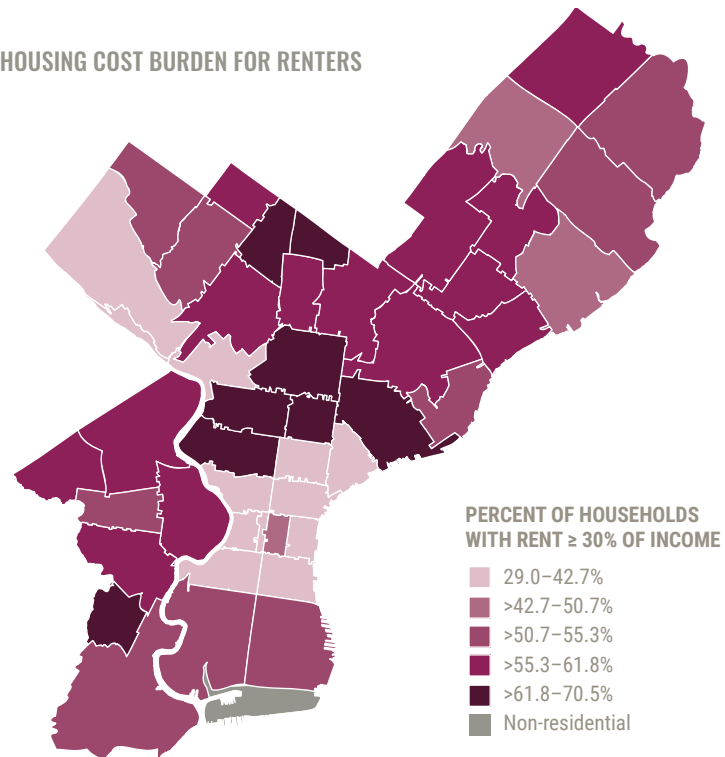 HOUSING COST BURDEN FOR RENTERS
PERCENT OF HOUSEHOLDS
WITH RENT ≥ 30% OF INCOME
29.0–42.7%
>42.7–50.7%
>50.7–55.3%
>55.3–61.8%
>61.8–70.5%
Non-residential